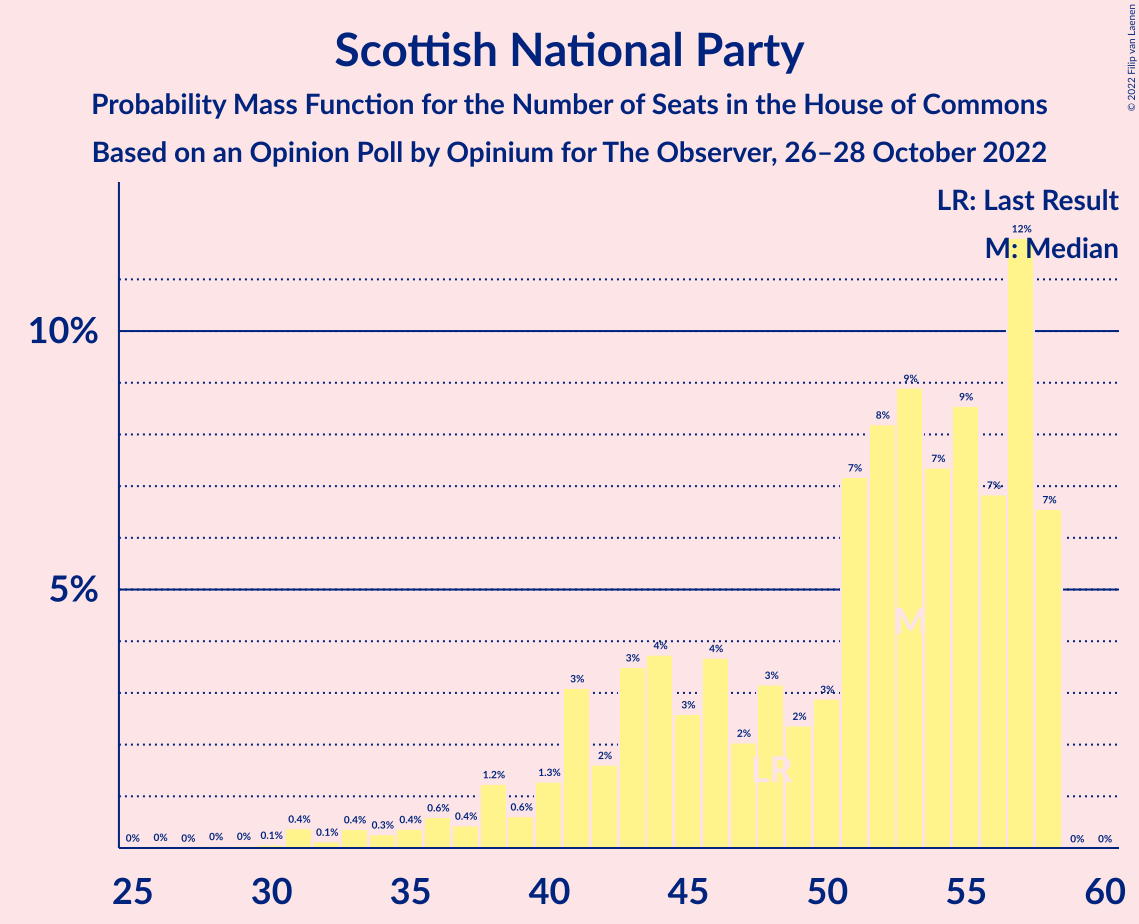 Scottish National Party
Probability Mass Function for the Number of Seats in the House of Commons
Based on an Opinion Poll by Opinium for The Observer, 26–28 October 2022
© 2022 Filip van Laenen
LR: Last Result
M: Median
10%
5%
0% 0% 0% 0% 0% 0.1% 0.4% 0.1% 0.4% 0.3% 0.4% 0.6% 0.4% 1.2% 0.6% 1.3% 3% 2% 3% 4% 3% 4% 2% 3% 2% 3% 7% 8% 9% 7% 9% 7% 12% 7% 0% 0%
M
LR
25 30 35 40 45 50 55 60